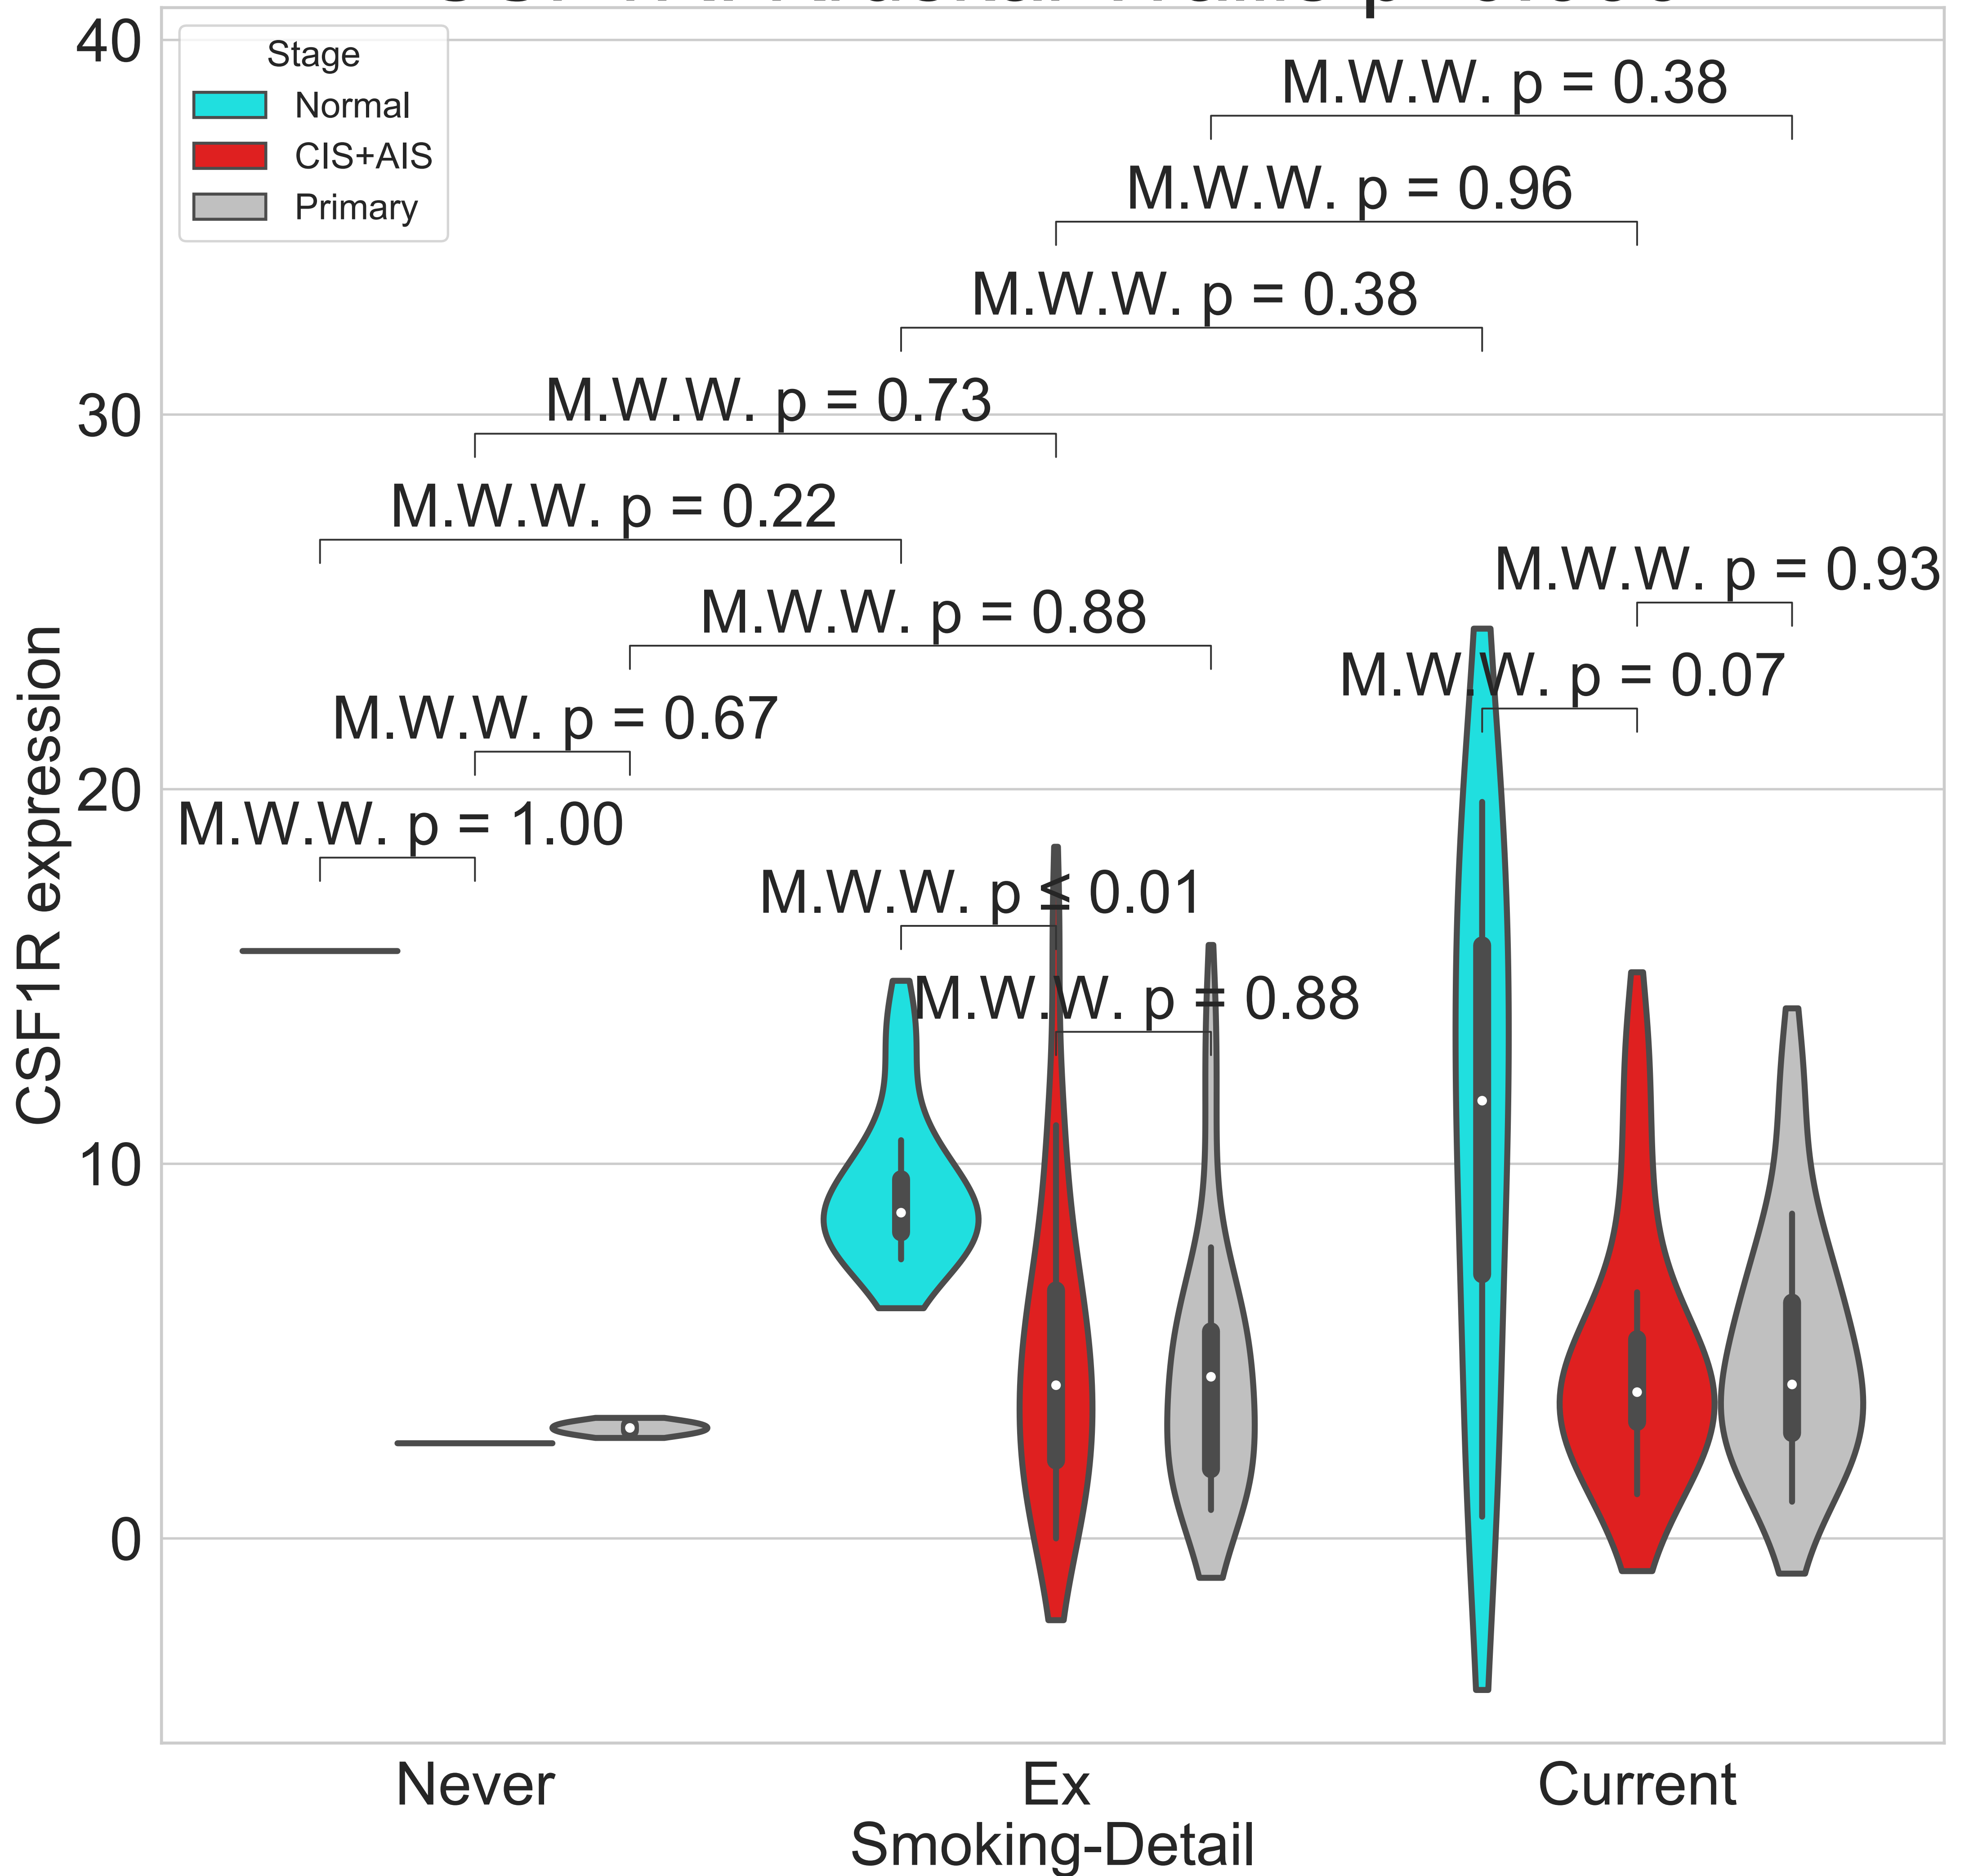 40
Stage
Normal
CIS+AIS
Primary
M.W.W. p = 0.38
M.W.W. p = 0.96
M.W.W. p = 0.38
30
M.W.W. p = 0.73
M.W.W. p = 0.22
M.W.W. p = 0.93
M.W.W. p = 0.88
M.W.W. p = 0.07
M.W.W. p = 0.67
20
M.W.W. p = 1.00
M.W.W. p ≤ 0.01
M.W.W. p = 0.88
CSF1R expression
10
0
Never
Ex
Current
Smoking-Detail